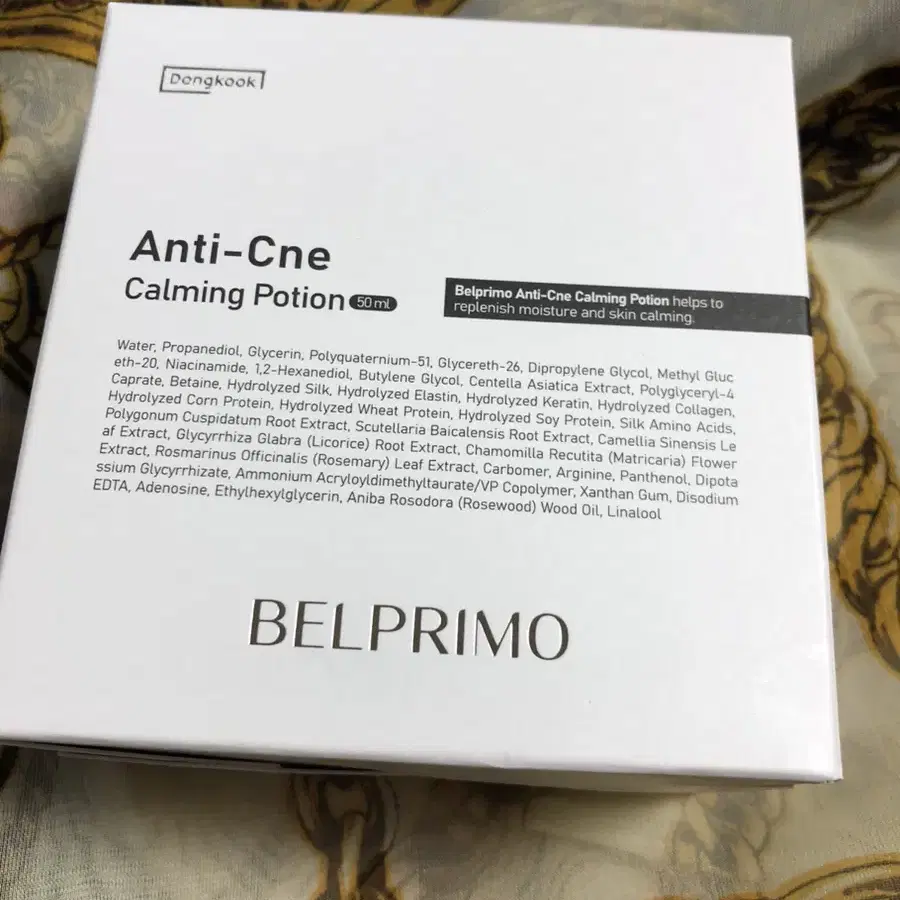 Dongkook
Anti-Cne
Calming Potion 50 ml
Belprimo Anti-Cne Calming Potion helps to
replenish moisture and skin calming.
Water, Propanediol, Glycerin, Polyquaternium-51, Glycereth-26, Dipropylene Glycol, Methyl Gluc
eth-20, Niacinamide, 1,2-Hexanediol, Butylene Glycol, Centella Asiatica Extract, Polyglyceryl-4
Caprate, Betaine, Hydrolyzed Silk, Hydrolyzed Elastin, Hydrolyzed Keratin, Hydrolyzed Collagen,
Hydrolyzed Corn Protein, Hydrolyzed Wheat Protein, Hydrolyzed Soy Protein, Silk Amino Acids,
Polygonum Cuspidatum Root Extract, Scutellaria Baicalensis Root Extract, Camellia Sinensis Le
af Extract, Glycyrrhiza Glabra (Licorice) Root Extract, Chamomilla Recutita (Matricaria) Flower
Extract, Rosmarinus Officinalis (Rosemary) Leaf Extract, Carbomer, Arginine, Panthenol, Dipota
ssium Glycyrrhizate, Ammonium Acryloyldimethyltaurate/VP Copolymer, Xanthan Gum, Disodium
EDTA, Adenosine, Ethylhexylglycerin, Aniba Rosodora (Rosewood) Wood Oil, Linalool
BELPRIMO